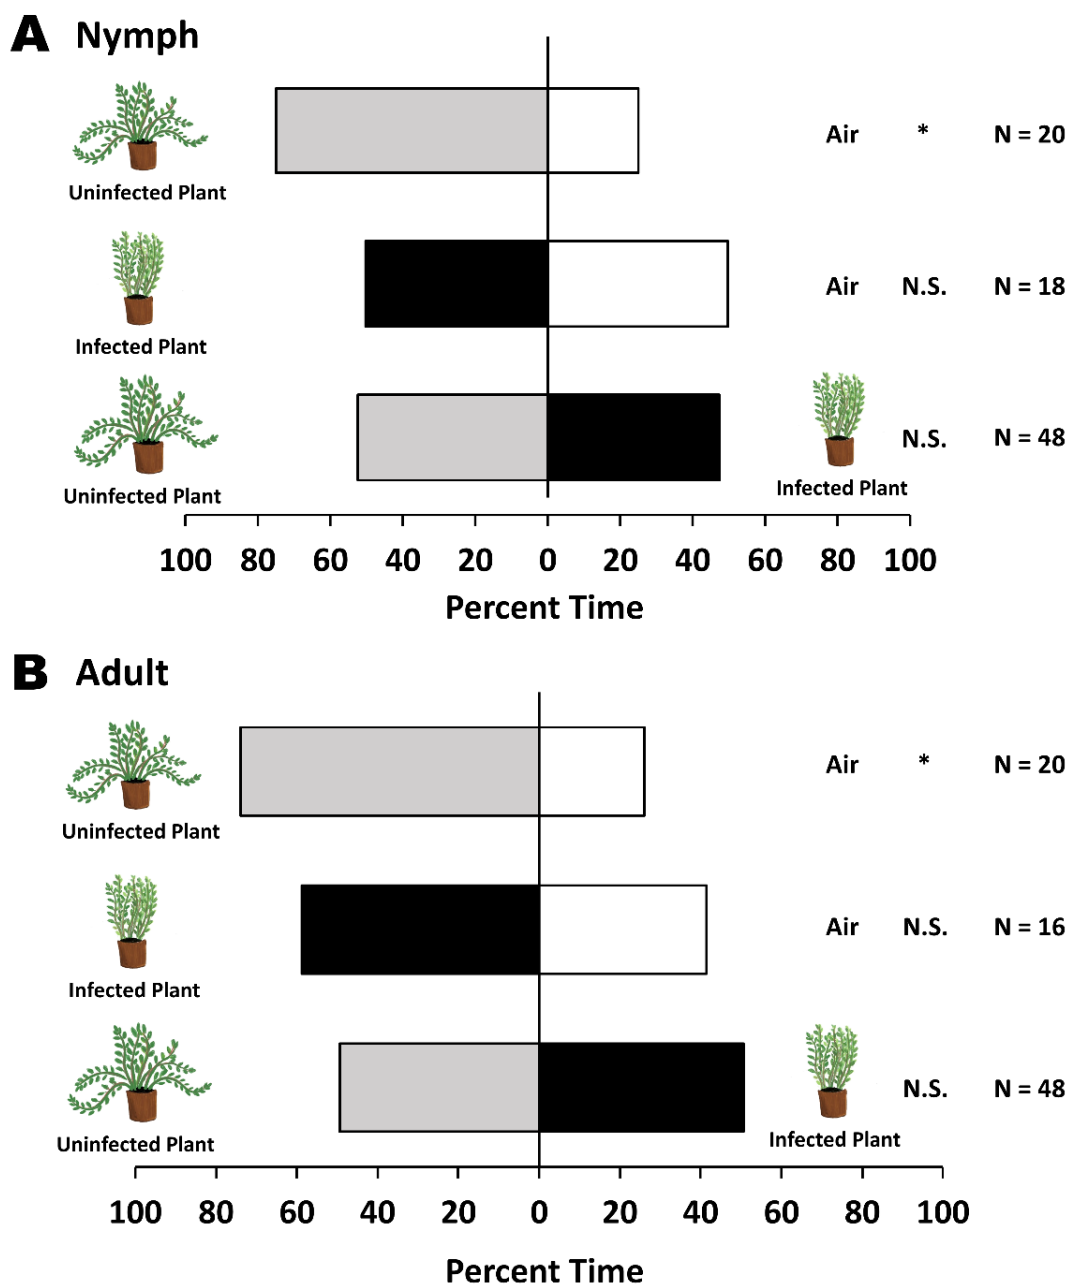 A Nymph
Uninfected Plant
Air * N = 20
Infected Plant
Air N.S. N = 18
Uninfected Plant
Infected Plant
N.S. N = 48
100 80 60 40 20 0 20 40 60 80 100
Percent Time
B Adult
Uninfected Plant
Air * N = 20
Infected Plant
Air N.S. N = 16
Uninfected Plant
Infected Plant
N.S. N = 48
100 80 60 40 20 0 20 40 60 80 100
Percent Time